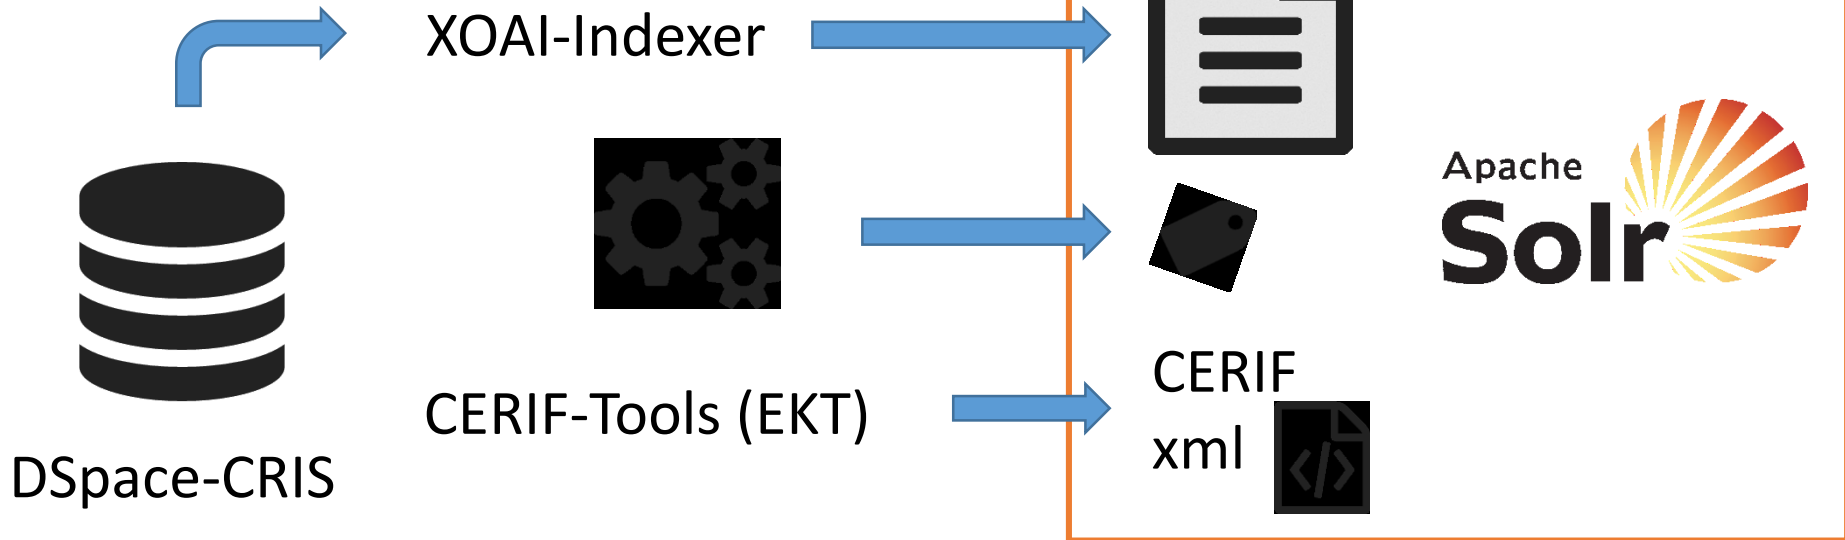 XOAI-Indexer
Apache
Solr
CERIF
xml
</>
CERIF-Tools (EKT)
DSpace-CRIS